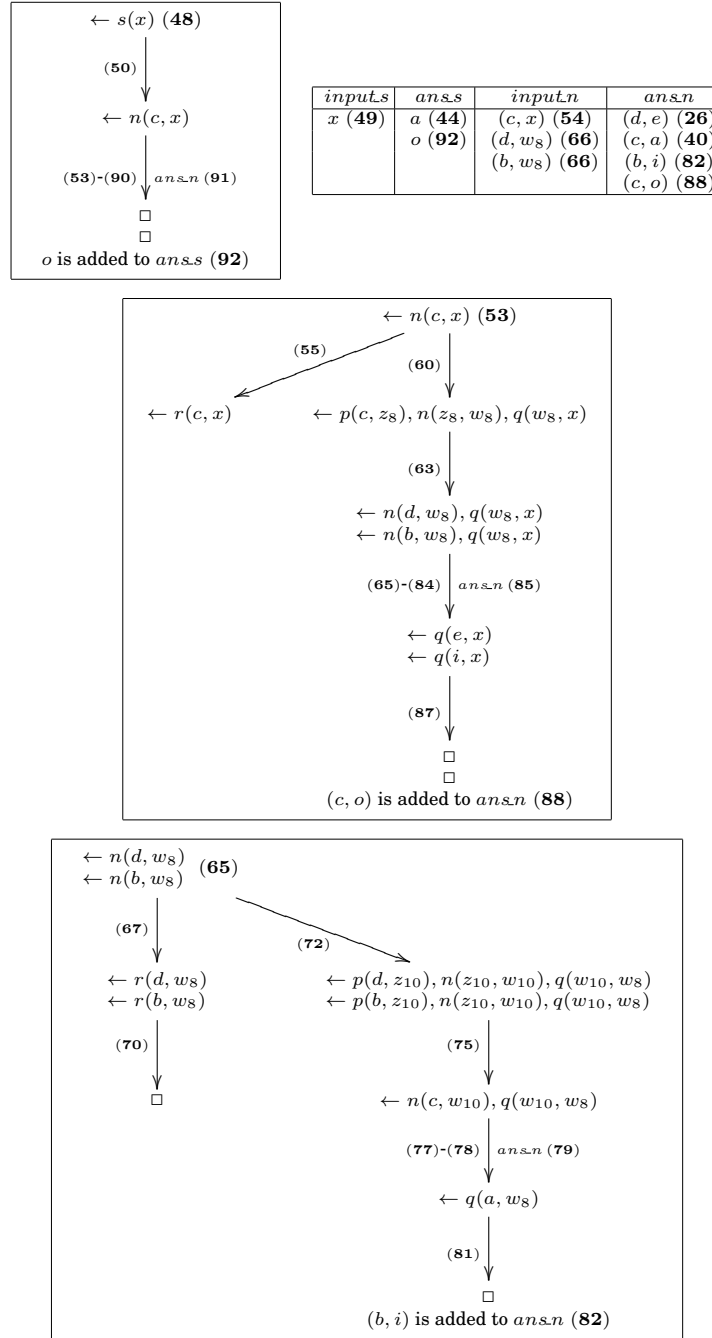 ← s(x) (48)
(50)
← n(c, x)
(53)-(90) ans_n (91)
□
□
o is added to ans_s (92)
input_s ans_s input_n ans_n
x (49) a (44) (c, x) (54) (d, e) (26)
o (92) (d, w₈) (66) (c, a) (40)
(b, w₈) (66) (b, i) (82)
(c, o) (88)
← n(c, x) (53)
(55)
(60)
← r(c, x) ← p(c, z₈), n(z₈, w₈), q(w₈, x)
(63)
← n(d, w₈), q(w₈, x)
← n(b, w₈), q(w₈, x)
(65)-(84) ans_n (85)
← q(e, x)
← q(i, x)
(87)
□
□
(c, o) is added to ans_n (88)
← n(d, w₈)
← n(b, w₈) (65)
(67)
(72)
← r(d, w₈) ← p(d, z₁₀), n(z₁₀, w₁₀), q(w₁₀, w₈)
← r(b, w₈) ← p(b, z₁₀), n(z₁₀, w₁₀), q(w₁₀, w₈)
(70) (75)
□ ← n(c, w₁₀), q(w₁₀, w₈)
(77)-(78) ans_n (79)
← q(a, w₈)
(81)
□
(b, i) is added to ans_n (82)